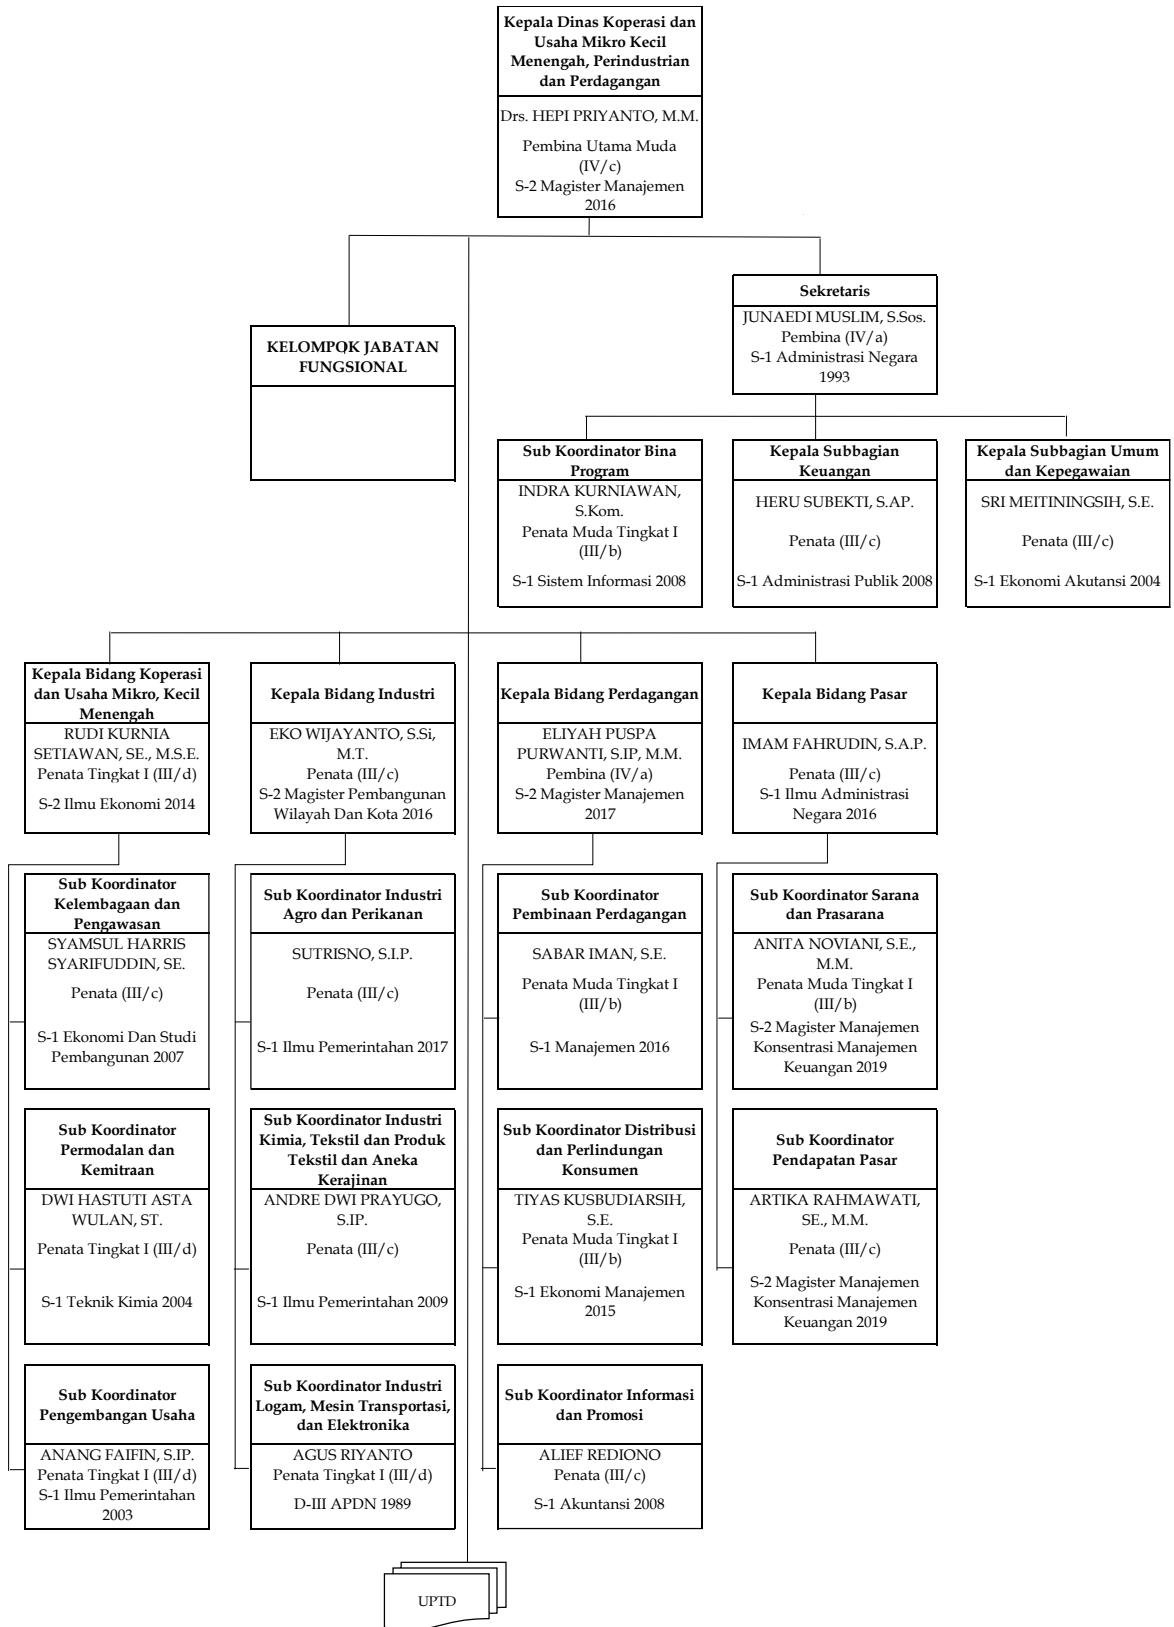 Kepala Dinas Koperasi dan
Usaha Mikro Kecil
Menengah, Perindustrian
dan Perdagangan
Drs. HEPI PRIYANTO, M.M.
Pembina Utama Muda
(IV/c)
S-2 Magister Manajemen
2016
Sekretaris
JUNAEDI MUSLIM, S.Sos.
Pembina (IV/a)
S-1 Administrasi Negara
1993
KELOMPOK JABATAN
FUNGSIONAL
Sub Koordinator Bina
Program
INDRA KURNIAWAN,
S.Kom.
Penata Muda Tingkat I
(III/b)
S-1 Sistem Informasi 2008
Kepala Subbagian
Keuangan
HERU SUBEKTI, S.AP.
Penata (III/c)
S-1 Administrasi Publik 2008
Kepala Subbagian Umum
dan Kepegawaian
SRI MEITININGSIH, S.E.
Penata (III/c)
S-1 Ekonomi Akutansi 2004
Kepala Bidang Koperasi
dan Usaha Mikro, Kecil
Menengah
RUDI KURNIA
SETIAWAN, SE., M.S.E.
Penata Tingkat I (III/d)
S-2 Ilmu Ekonomi 2014
Kepala Bidang Industri
EKO WIJAYANTO, S.Si,
M.T.
Penata (III/c)
S-2 Magister Pembangunan
Wilayah Dan Kota 2016
Kepala Bidang Perdagangan
ELIYAH PUSPA
PURWANTI, S.IP, M.M.
Pembina (IV/a)
S-2 Magister Manajemen
2017
Kepala Bidang Pasar
IMAM FAHRUDIN, S.A.P.
Penata (III/c)
S-1 Ilmu Administrasi
Negara 2016
Sub Koordinator
Kelembagaan dan
Pengawasan
SYAMSUL HARRIS
SYARIFUDDIN, SE.
Penata (III/c)
S-1 Ekonomi Dan Studi
Pembangunan 2007
Sub Koordinator Industri
Agro dan Perikanan
SUTRISNO, S.I.P.
Penata (III/c)
S-1 Ilmu Pemerintahan 2017
Sub Koordinator
Pembinaan Perdagangan
SABAR IMAN, S.E.
Penata Muda Tingkat I
(III/b)
S-1 Manajemen 2016
Sub Koordinator Sarana
dan Prasarana
ANITA NOVIANI, S.E.,
M.M.
Penata Muda Tingkat I
(III/b)
S-2 Magister Manajemen
Konsentrasi Manajemen
Keuangan 2019
Sub Koordinator
Permodalan dan
Kemitraan
DWI HASTUTI ASTA
WULAN, ST.
Penata Tingkat I (III/d)
S-1 Teknik Kimia 2004
Sub Koordinator Industri
Kimia, Tekstil dan Produk
Tekstil dan Aneka
Kerajinan
ANDRE DWI PRAYUGO,
S.IP.
Penata (III/c)
S-1 Ilmu Pemerintahan 2009
Sub Koordinator Distribusi
dan Perlindungan
Konsumen
TIYAS KUSBUDIARSIH,
S.E.
Penata Muda Tingkat I
(III/b)
S-1 Ekonomi Manajemen
2015
Sub Koordinator
Pendapatan Pasar
ARTIKA RAHMAWATI,
SE., M.M.
Penata (III/c)
S-2 Magister Manajemen
Konsentrasi Manajemen
Keuangan 2019
Sub Koordinator
Pengembangan Usaha
ANANG FAIFIN, S.IP.
Penata Tingkat I (III/d)
S-1 Ilmu Pemerintahan
2003
Sub Koordinator Industri
Logam, Mesin Transportasi,
dan Elektronika
AGUS RIYANTO
Penata Tingkat I (III/d)
D-III APDN 1989
Sub Koordinator Informasi
dan Promosi
ALIEF REDIONO
Penata (III/c)
S-1 Akuntansi 2008
UPTD